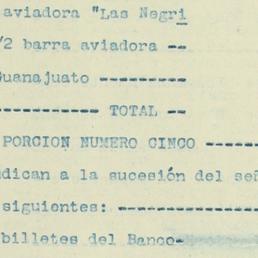 aviadora "Las Negri
/2 barra aviadora --
Guanajuato ---------
----------- TOTAL --
PORCION NUMERO CINCO ------
udican a la sucesión del señ
siguientes: ---------------
billetes del Banco-